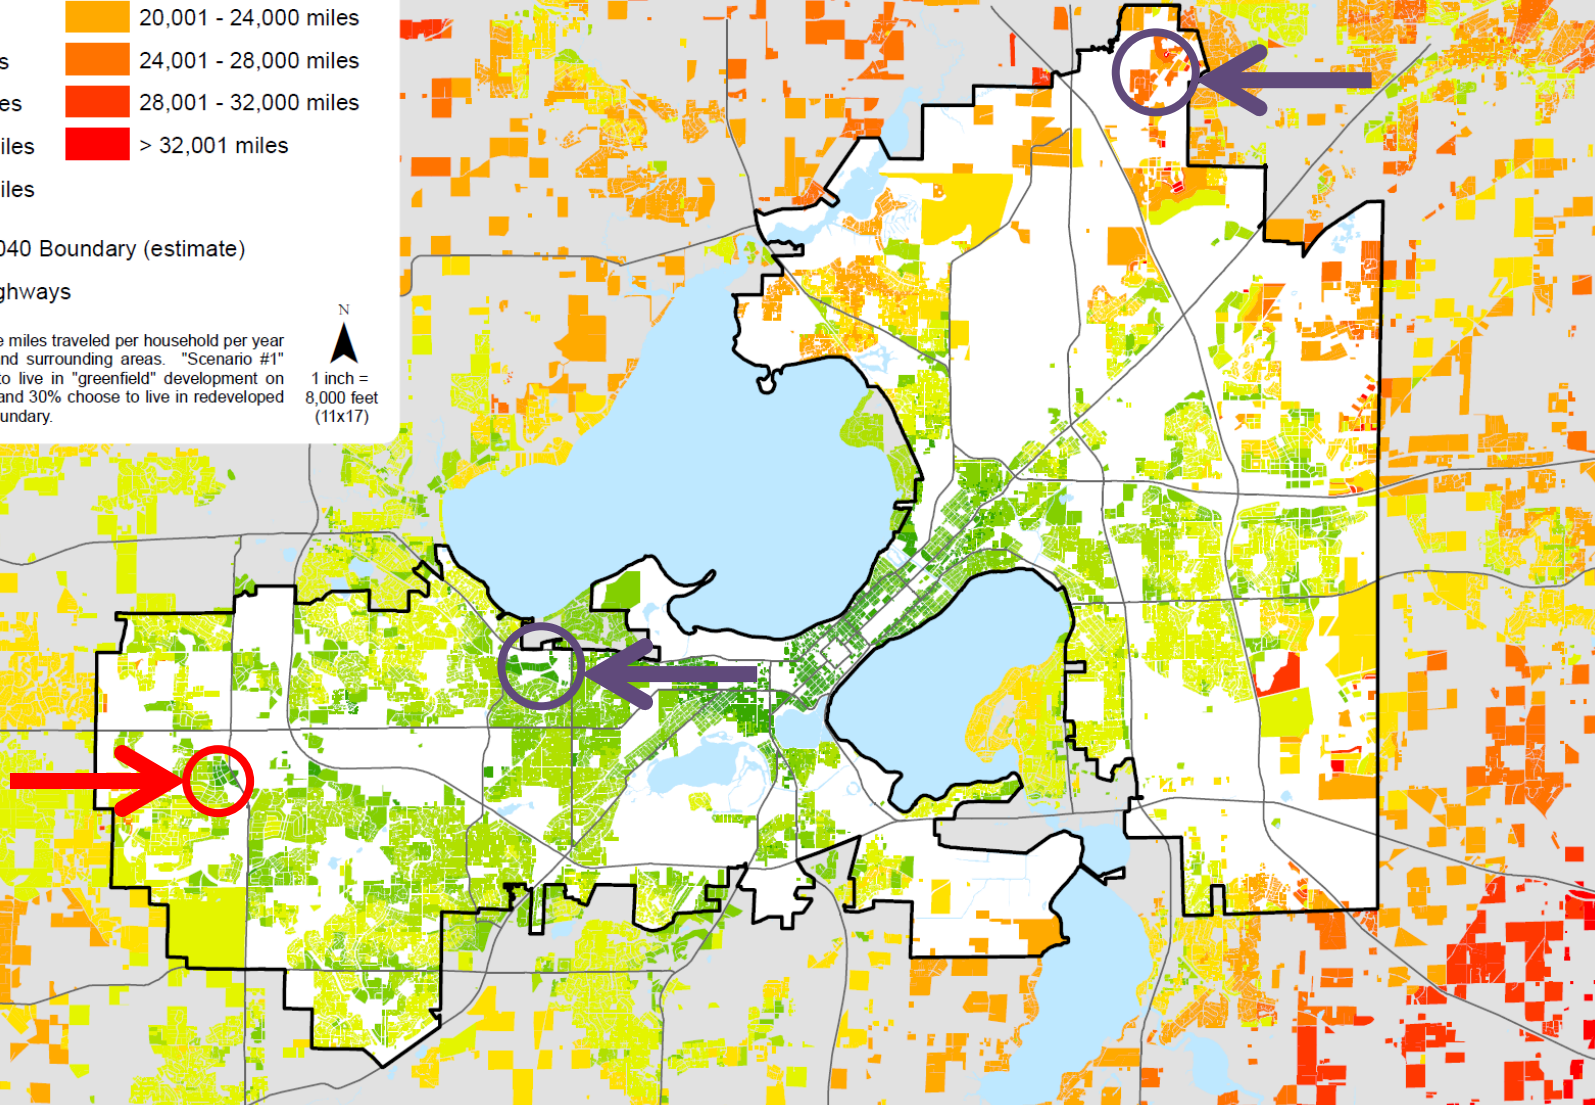 20,001 - 24,000 miles
s
24,001 - 28,000 miles
es
28,001 - 32,000 miles
iles
> 32,001 miles
iles
040 Boundary (estimate)
ghways
e miles traveled per household per year
nd surrounding areas. "Scenario #1"
to live in "greenfield" development on
and 30% choose to live in redeveloped
undary.
N
1 inch =
8,000 feet
(11x17)